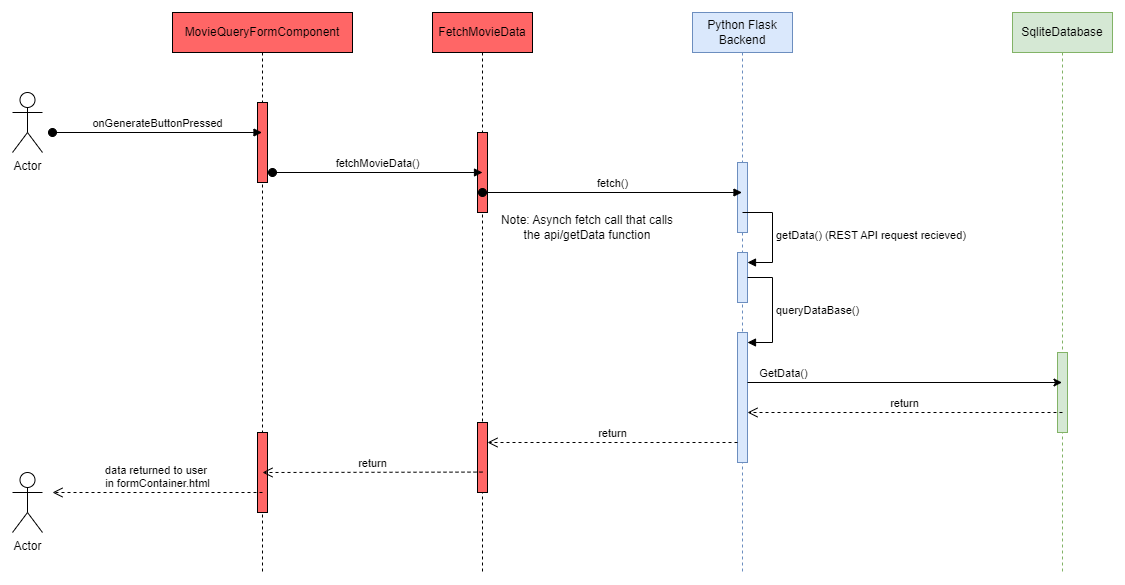 MovieQueryFormComponent
FetchMovieData
Python Flask
Backend
SqliteDatabase
onGenerateButtonPressed
Actor
fetchMovieData()
fetch()
Note: Asynch fetch call that calls
the api/getData function
getData() (REST API request recieved)
queryDataBase()
GetData()
return
return
return
data returned to user
in formContainer.html
Actor